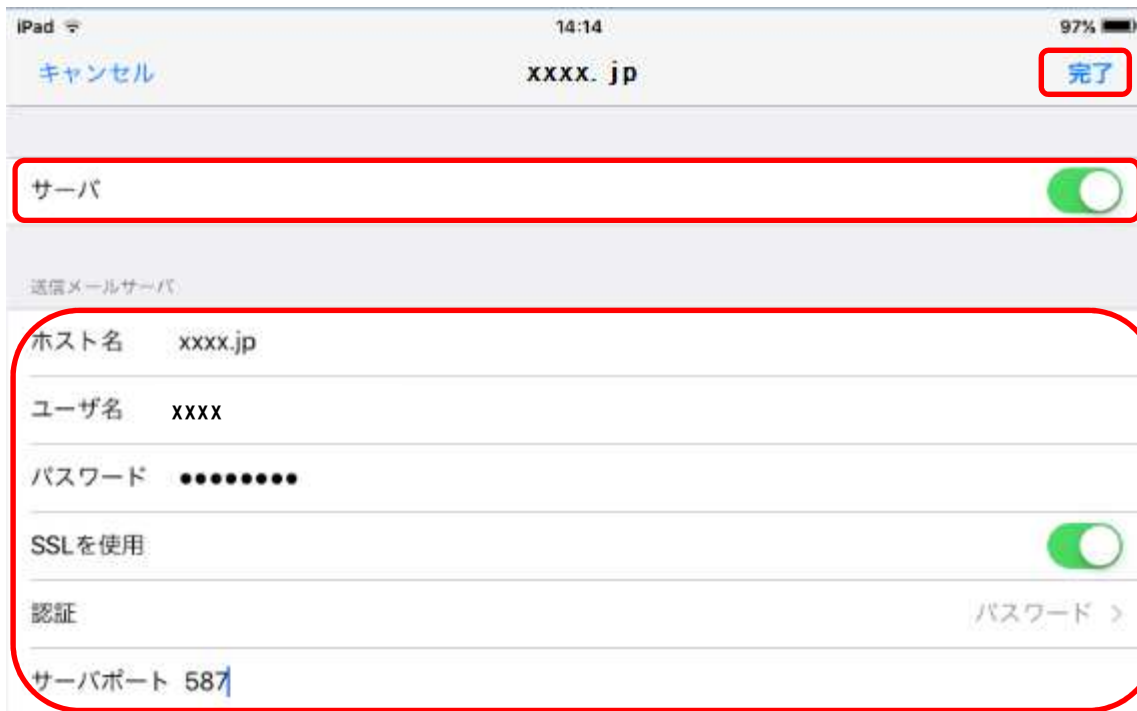 iPad 14:14 97%
キャンセル xxxx. jp 完了
サーバ
送信メールサーバ
ホスト名 xxxx.jp
ユーザ名 xxxx
パスワード ●●●●●●●●
SSLを使用
認証 パスワード >
サーバポート 587